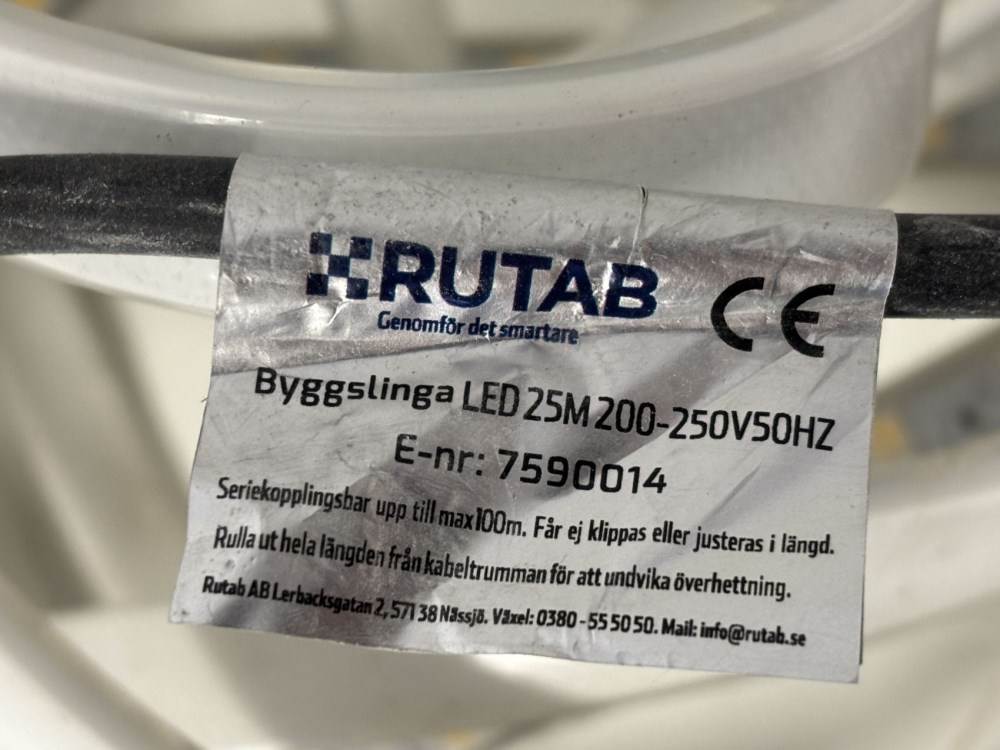 RUTAB
Genomför det smartare
CE
Byggslinga LED 25M 200-250V50HZ
E-nr: 7590014
Seriekopplingsbar upp till max100m. Får ej klippas eller justeras i längd.
Rulla ut hela längden från kabeltrumman för att undvika överhettning.
Rutab AB Lerbacksgatan 2, 571 38 Nässjö. Växel: 0380 - 55 50 50. Mail: info@rutab.se